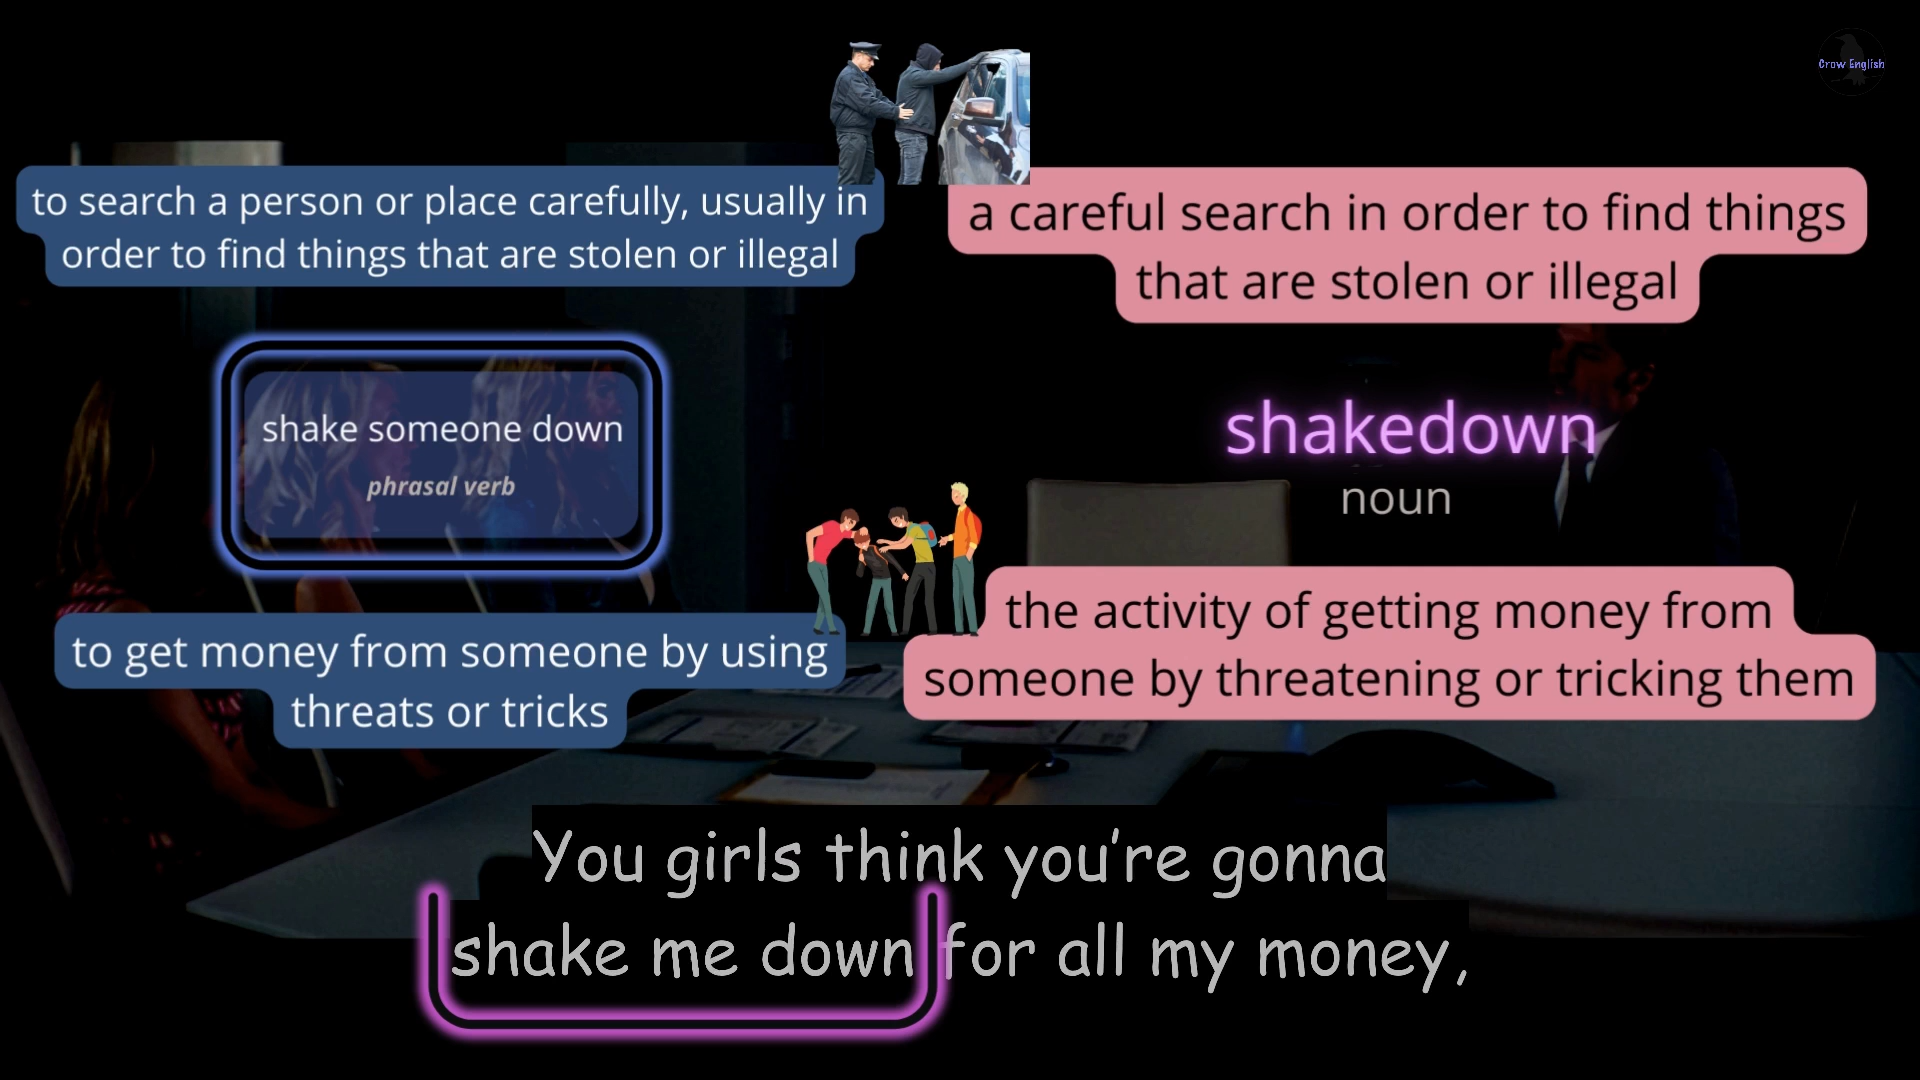 Crow English
to search a person or place carefully, usually in
order to find things that are stolen or illegal
a careful search in order to find things
that are stolen or illegal
shake someone down
phrasal verb
shakedown
noun
to get money from someone by using
threats or tricks
the activity of getting money from
someone by threatening or tricking them
You girls think you're gonna
shake me down for all my money,